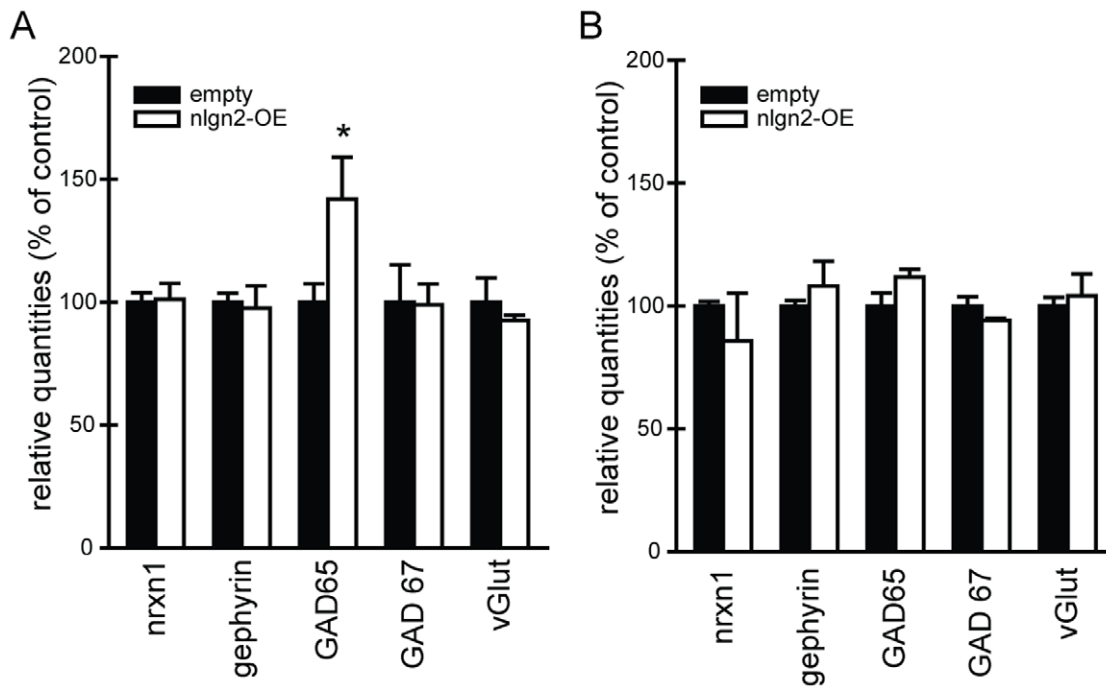 A
relative quantities (% of control)
200
150
100
50
0
empty
nlgn2-OE
*
nrxn1
gephyrin
GAD65
GAD 67
vGlut
B
relative quantities (% of control)
200
150
100
50
0
empty
nlgn2-OE
nrxn1
gephyrin
GAD65
GAD 67
vGlut